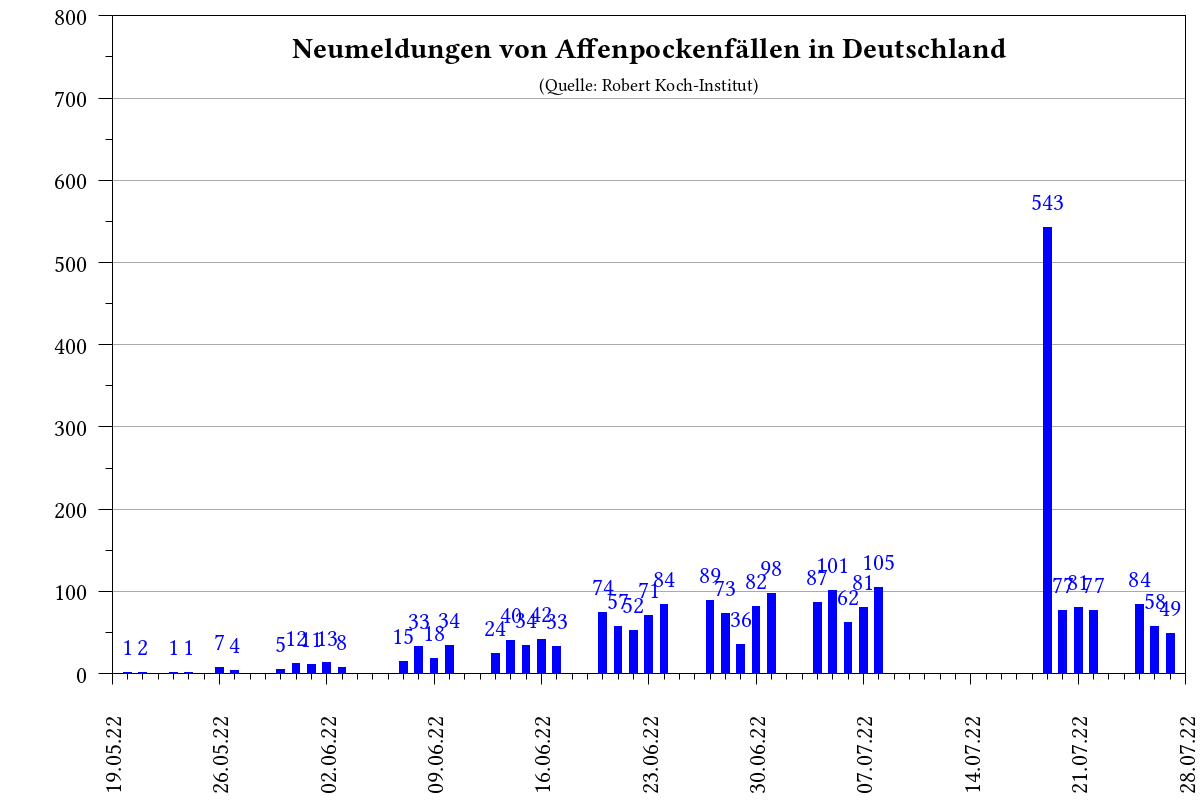 Neumeldungen von Affenpockenfällen in Deutschland
(Quelle: Robert Koch-Institut)
800
700
600
500
400
300
200
100
0
1 2 1 1 7 4 5 12 11 13 8 15 33 18 34 24 40 34 42 33 74 57 52 71 84 89 73 36 82 98 87 101 62 81 105 543 77 81 77 84 58 49
19.05.22 26.05.22 02.06.22 09.06.22 16.06.22 23.06.22 30.06.22 07.07.22 14.07.22 21.07.22 28.07.22